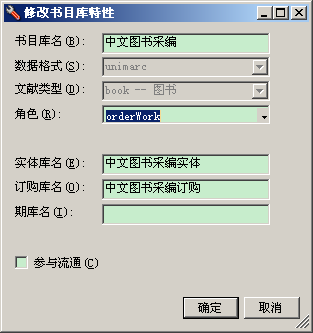 修改书目库特性
书目库名(B): 中文图书采编
数据格式(S): unimarc
文献类型(D): book -- 图书
角色(R): orderWork
实体库名(E): 中文图书采编实体
订购库名(O): 中文图书采编订购
期库名(I):
参与流通(C)
确定 取消